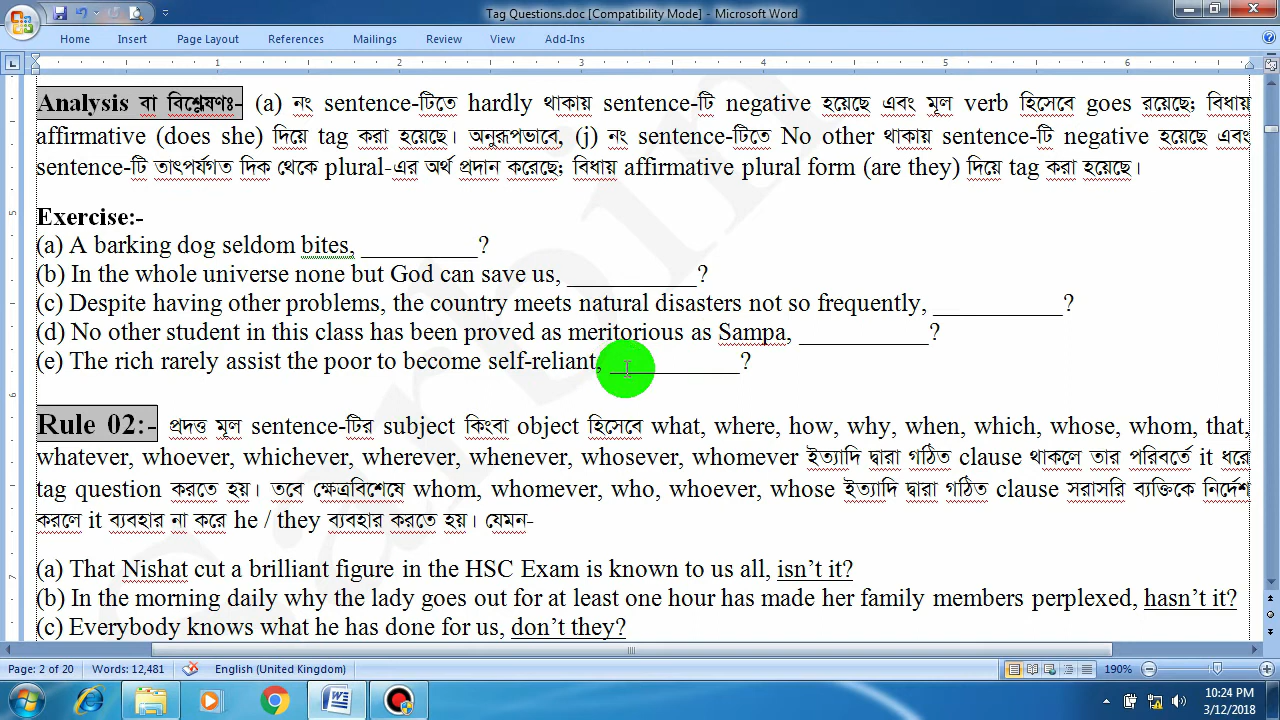 Tag Questions.doc [Compatibility Mode] - Microsoft Word
Home Insert Page Layout References Mailings Review View Add-Ins
1 2 3 4 5 6
Analysis বা বিশ্লেষণঃ- (a) নং sentence-টিতে hardly থাকায় sentence-টি negative হয়েছে এবং মূল verb হিসেবে goes রয়েছে; বিধায়
affirmative (does she) দিয়ে tag করা হয়েছে। অনুরূপভাবে, (j) নং sentence-টিতে No other থাকায় sentence-টি negative হয়েছে এবং
sentence-টি তাৎপর্যগত দিক থেকে plural-এর অর্থ প্রদান করেছে; বিধায় affirmative plural form (are they) দিয়ে tag করা হয়েছে।
Exercise:-
(a) A barking dog seldom bites, __________?
(b) In the whole universe none but God can save us, ___________?
(c) Despite having other problems, the country meets natural disasters not so frequently, ___________?
(d) No other student in this class has been proved as meritorious as Sampa, ___________?
(e) The rich rarely assist the poor to become self-reliant, ___________?
Rule 02:- প্রদত্ত মূল sentence-টির subject কিংবা object হিসেবে what, where, how, why, when, which, whose, whom, that,
whatever, whoever, whichever, wherever, whenever, whosever, whomever ইত্যাদি দ্বারা গঠিত clause থাকলে তার পরিবর্তে it ধরে
tag question করতে হয়। তবে ক্ষেত্রবিশেষে whom, whomever, who, whoever, whose ইত্যাদি দ্বারা গঠিত clause সরাসরি ব্যক্তিকে নির্দেশ
করলে it ব্যবহার না করে he / they ব্যবহার করতে হয়। যেমন-
(a) That Nishat cut a brilliant figure in the HSC Exam is known to us all, isn’t it?
(b) In the morning daily why the lady goes out for at least one hour has made her family members perplexed, hasn’t it?
(c) Everybody knows what he has done for us, don’t they?
Page: 2 of 20 Words: 12,481 English (United Kingdom) 190%
10:24 PM
3/12/2018